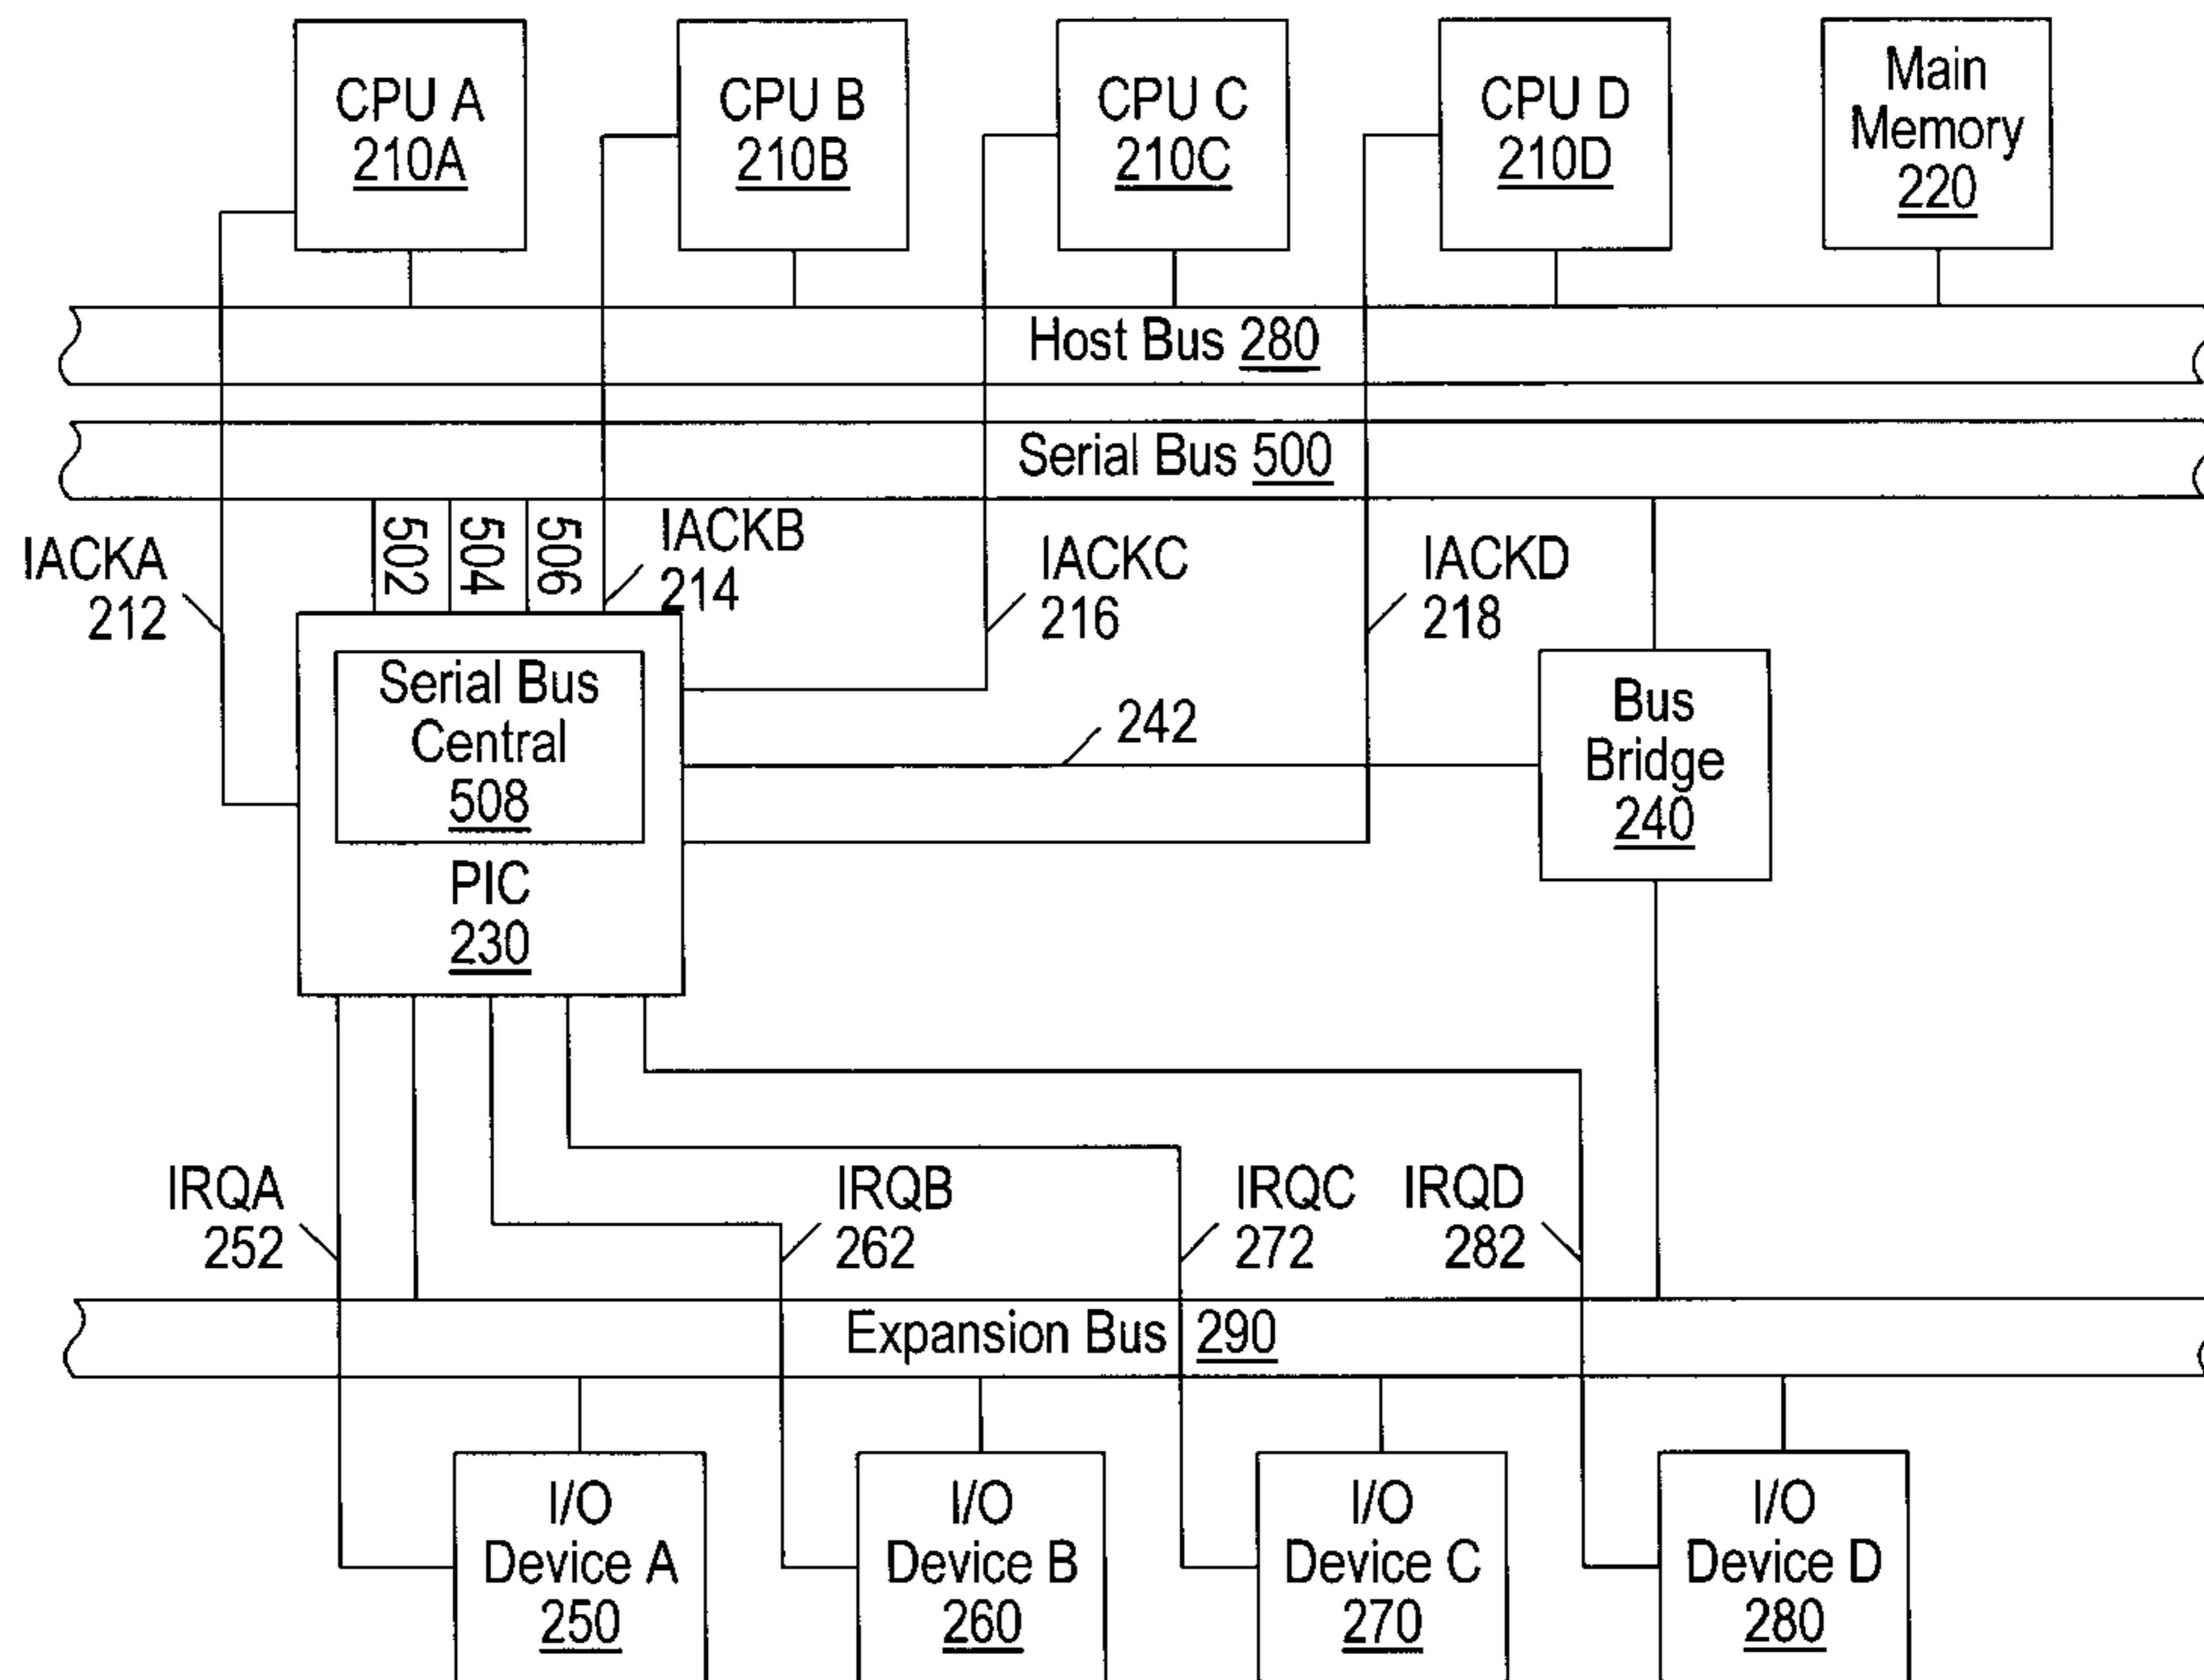 CPU A
210A
CPU B
210B
CPU C
210C
CPU D
210D
Main
Memory
220
Host Bus 280
Serial Bus 500
502
504
506
IACKA
212
IACKB
214
IACKC
216
IACKD
218
Serial Bus
Central
508
PIC
230
242
Bus
Bridge
240
IRQA
252
IRQB
262
IRQC
272
IRQD
282
Expansion Bus 290
I/O
Device A
250
I/O
Device B
260
I/O
Device C
270
I/O
Device D
280